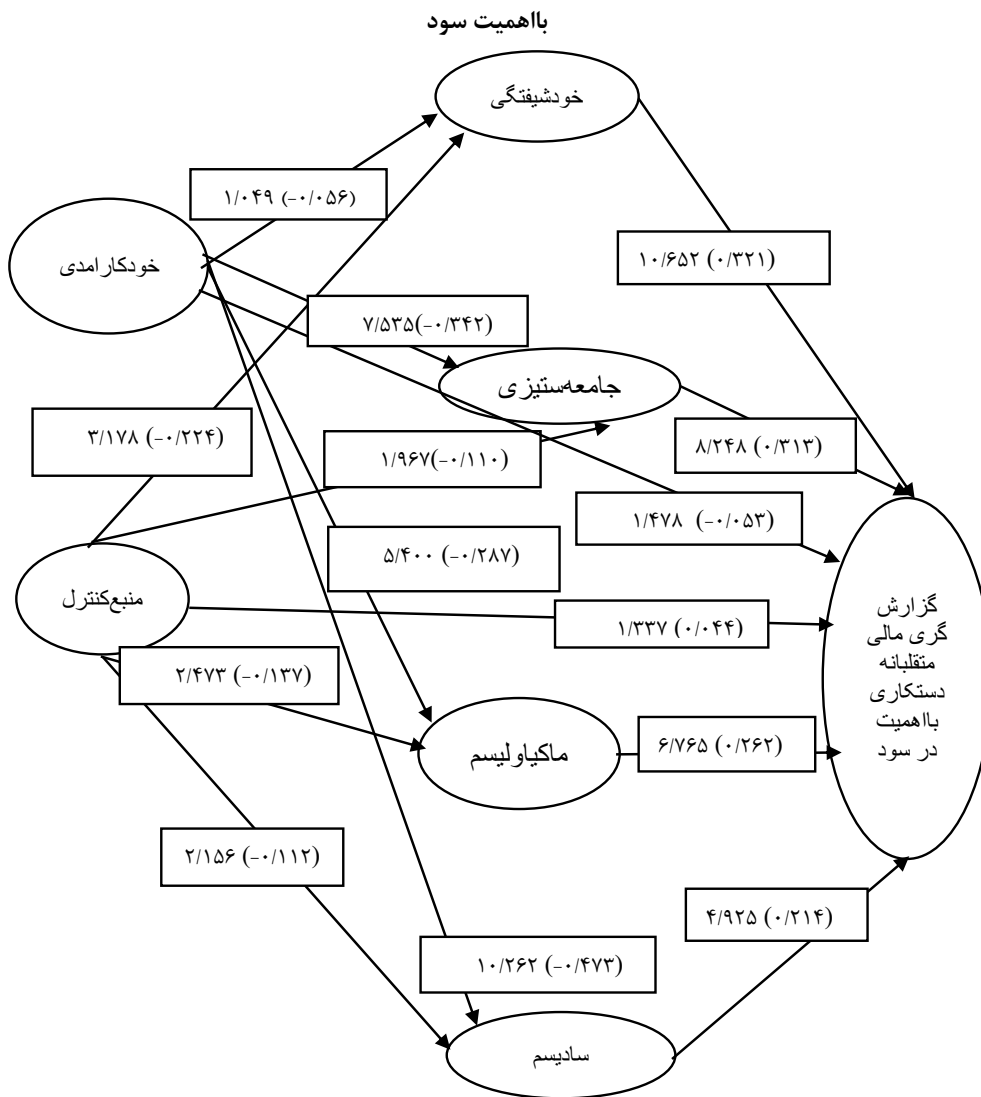 بااهمیت سود
خودشیفتگی
۱/۰۴۹ (-۰/۰۵۶)
خودکارامدی
۱۰/۶۵۲ (۰/۳۲۱)
۷/۵۳۵(-۰/۳۴۲)
جامعه‌ستیزی
۳/۱۷۸ (-۰/۲۲۴)
۱/۹۶۷(-۰/۱۱۰)
۸/۲۴۸ (۰/۳۱۳)
۱/۴۷۸ (-۰/۰۵۳)
۵/۴۰۰ (-۰/۲۸۷)
منبع‌کنترل
۱/۳۳۷ (۰/۰۴۴)
گزارش
گری مالی
متقلبانه
دستکاری
بااهمیت
در سود
۲/۴۷۳ (-۰/۱۳۷)
ماکیاولیسم
۶/۷۶۵ (۰/۲۶۲)
۲/۱۵۶ (-۰/۱۱۲)
۴/۹۲۵ (۰/۲۱۴)
۱۰/۲۶۲ (-۰/۴۷۳)
سادیسم